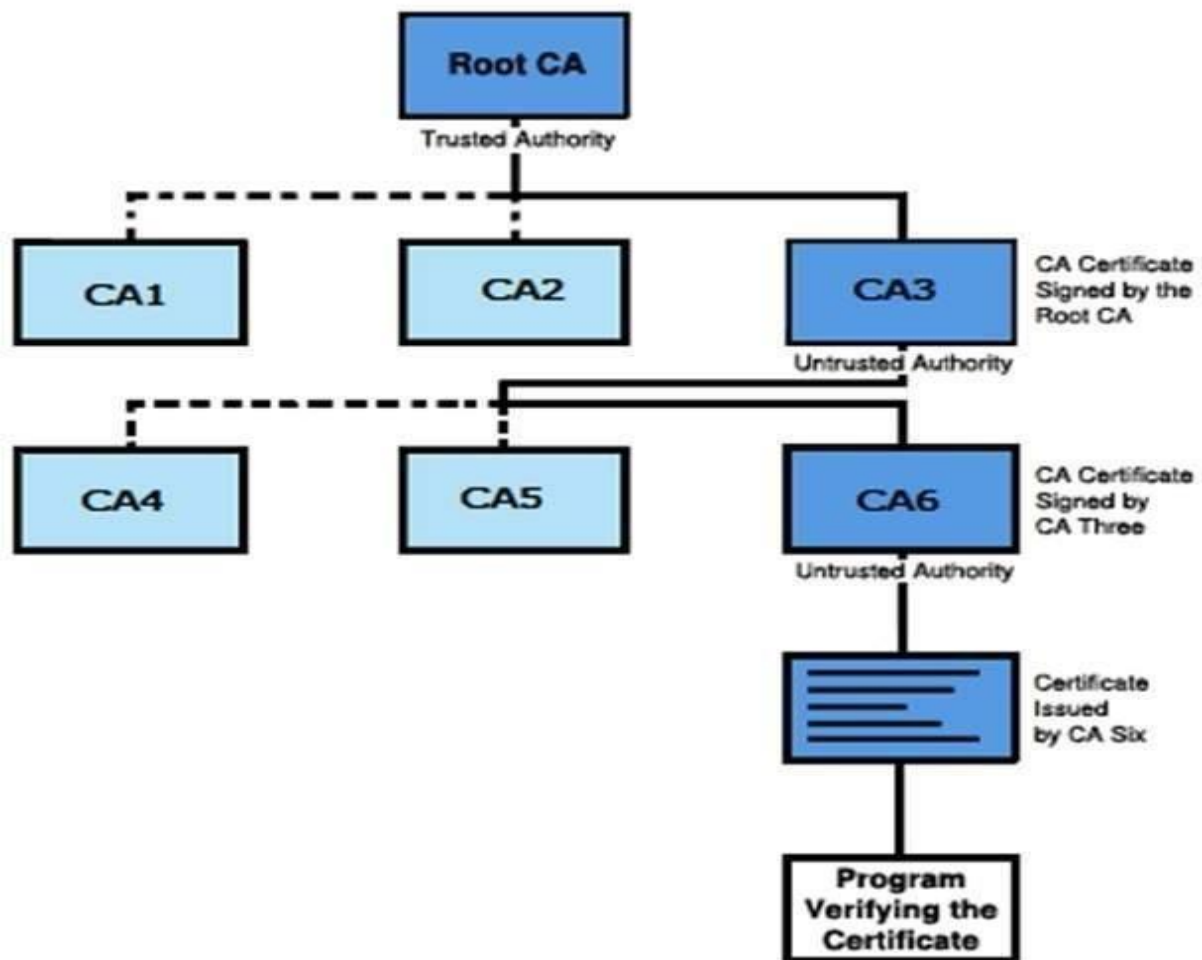 Root CA
Trusted Authority
CA1
CA2
CA3
CA Certificate
Signed by the
Root CA
Untrusted Authority
CA4
CA5
CA6
CA Certificate
Signed by
CA Three
Untrusted Authority
Certificate
Issued
by CA Six
Program
Verifying the
Certificate